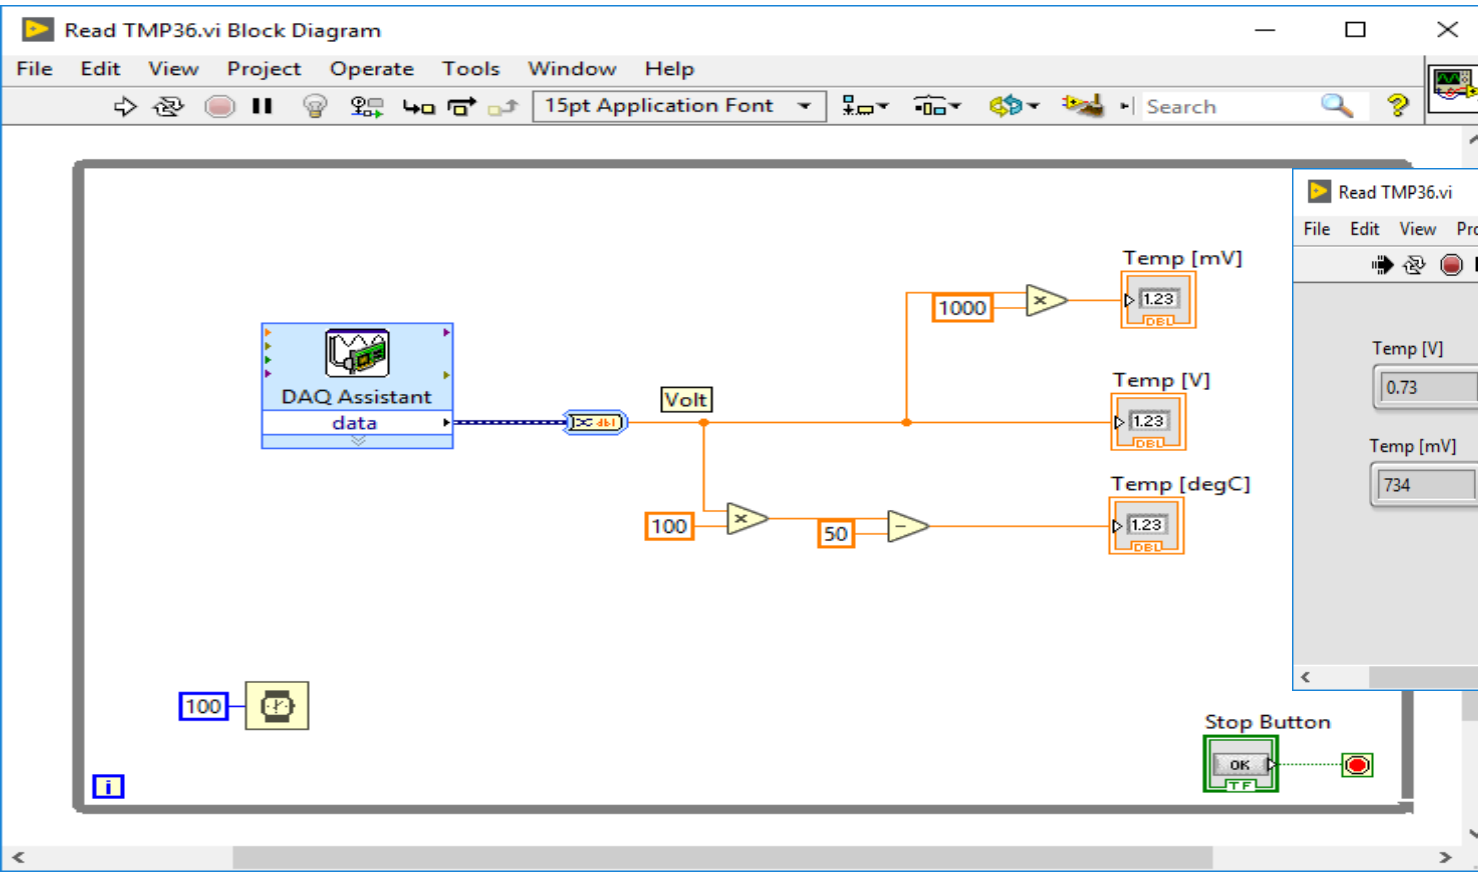 Read TMP36.vi Block Diagram
File Edit View Project Operate Tools Window Help
15pt Application Font
Search
?
Read TMP36.vi
File Edit View Pro
Temp [mV]
1000
1.23
DBL
Temp [V]
0.73
DAQ Assistant
data
dbl
Volt
Temp [V]
1.23
DBL
Temp [mV]
734
Temp [degC]
100
50
1.23
DBL
100
Stop Button
OK
TF
i